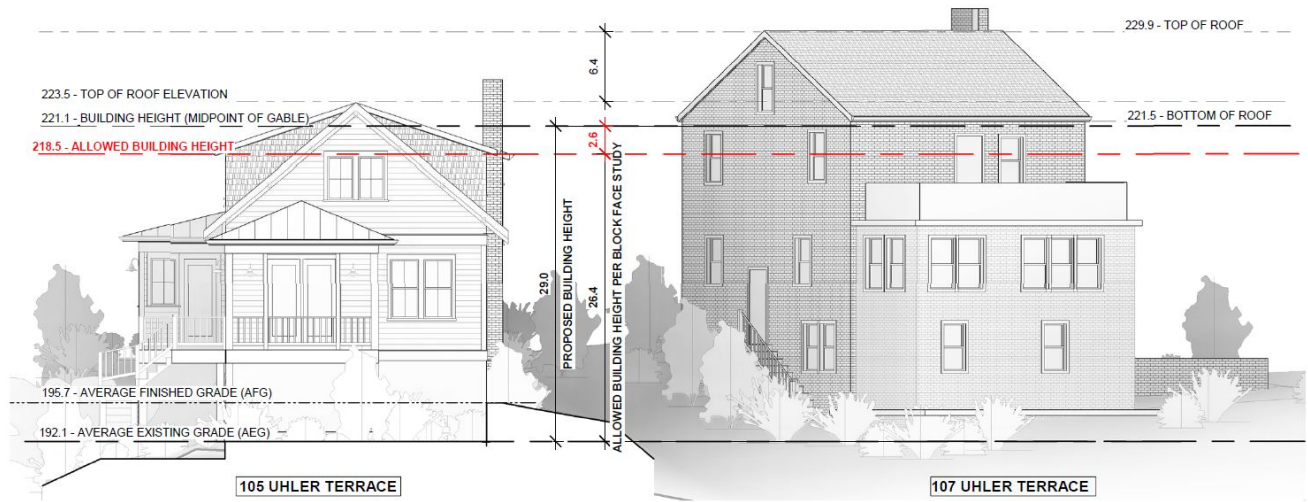 229.9 - TOP OF ROOF
6.4
223.5 - TOP OF ROOF ELEVATION
221.1 - BUILDING HEIGHT (MIDPOINT OF GABLE)
221.5 - BOTTOM OF ROOF
2.6
218.5 - ALLOWED BUILDING HEIGHT
29.0
PROPOSED BUILDING HEIGHT
26.4
ALLOWED BUILDING HEIGHT PER BLOCK FACE STUDY
195.7 - AVERAGE FINISHED GRADE (AFG)
192.1 - AVERAGE EXISTING GRADE (AEG)
105 UHLER TERRACE
107 UHLER TERRACE